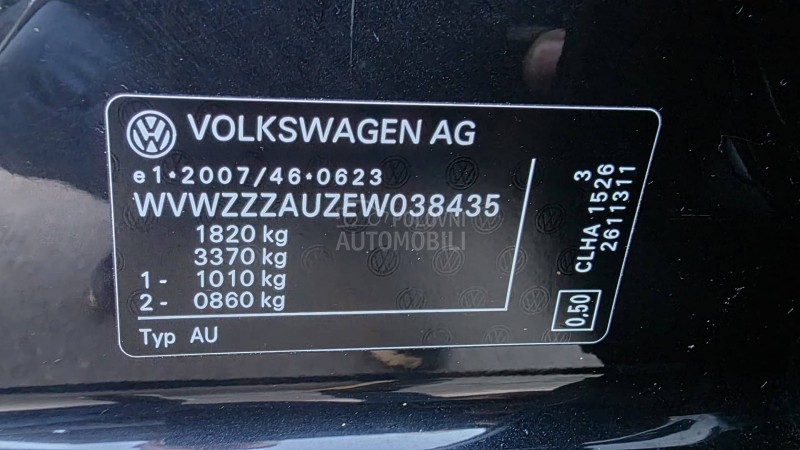 VOLKSWAGEN AG
e1*2007/46*0623
WVWZZZAUZEW038435
POLOVNI
AUTOMOBILI
1820 kg
3370 kg
1- 1010 kg
2- 0860 kg
Typ AU
3
CLHA 1526
2611311
0,50